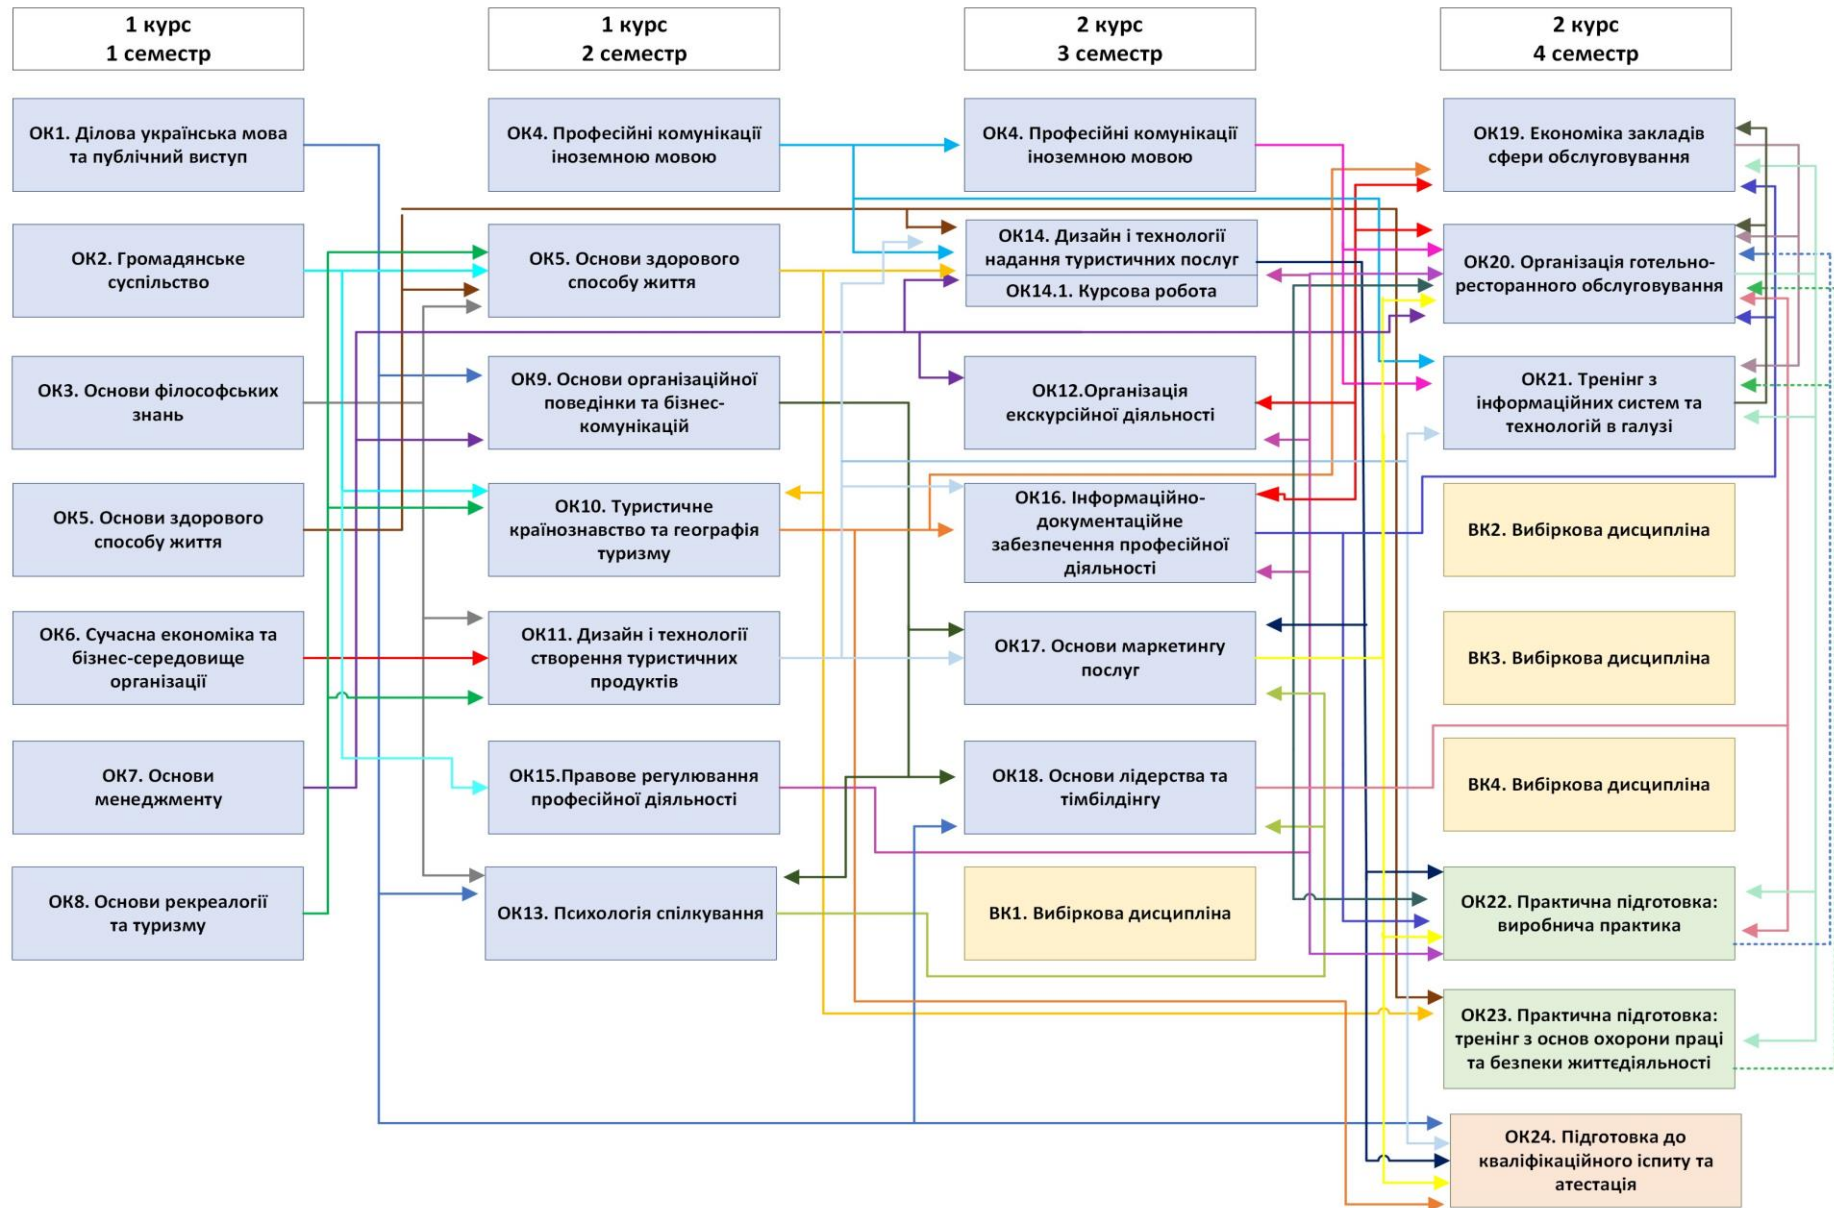 1 курс
1 семестр
1 курс
2 семестр
2 курс
3 семестр
2 курс
4 семестр
ОК1. Ділова українська мова
та публічний виступ
ОК4. Професійні комунікації
іноземною мовою
ОК4. Професійні комунікації
іноземною мовою
ОК19. Економіка закладів
сфери обслуговування
ОК2. Громадянське
суспільство
ОК5. Основи здорового
способу життя
ОК14. Дизайн і технології
надання туристичних послуг
ОК14.1. Курсова робота
ОК20. Організація готельно-
ресторанного обслуговування
ОК3. Основи філософських
знань
ОК9. Основи організаційної
поведінки та бізнес-
комунікацій
ОК12.Організація
екскурсійної діяльності
ОК21. Тренінг з
інформаційних систем та
технологій в галузі
ОК5. Основи здорового
способу життя
ОК10. Туристичне
країнознавство та географія
туризму
ОК16. Інформаційно-
документаційне
забезпечення професійної
діяльності
ВК2. Вибіркова дисципліна
ОК6. Сучасна економіка та
бізнес-середовище
організації
ОК11. Дизайн і технології
створення туристичних
продуктів
ОК17. Основи маркетингу
послуг
ВК3. Вибіркова дисципліна
ОК7. Основи
менеджменту
ОК15.Правове регулювання
професійної діяльності
ОК18. Основи лідерства та
тімбілдінгу
ВК4. Вибіркова дисципліна
ОК8. Основи рекреалогії
та туризму
ОК13. Психологія спілкування
ВК1. Вибіркова дисципліна
ОК22. Практична підготовка:
виробнича практика
ОК23. Практична підготовка:
тренінг з основ охорони праці
та безпеки життєдіяльності
ОК24. Підготовка до
кваліфікаційного іспиту та
атестація